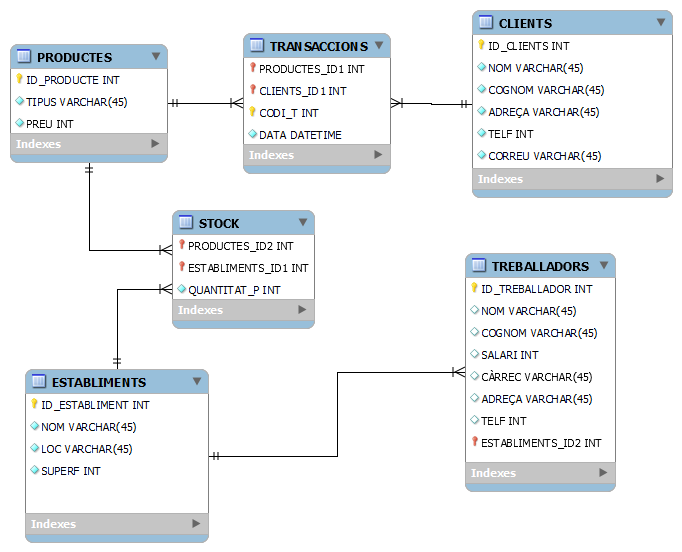 PRODUCTES
ID_PRODUCTE INT
TIPUS VARCHAR(45)
PREU INT
Indexes
TRANSACCIONS
PRODUCTES_ID1 INT
CLIENTS_ID1 INT
CODI_T INT
DATA DATETIME
Indexes
CLIENTS
ID_CLIENTS INT
NOM VARCHAR(45)
COGNOM VARCHAR(45)
ADREÇA VARCHAR(45)
TELF INT
CORREU VARCHAR(45)
Indexes
STOCK
PRODUCTES_ID2 INT
ESTABLIMENTS_ID1 INT
QUANTITAT_P INT
Indexes
TREBALLADORS
ID_TREBALLADOR INT
NOM VARCHAR(45)
COGNOM VARCHAR(45)
SALARI INT
CÀRREC VARCHAR(45)
ADREÇA VARCHAR(45)
TELF INT
ESTABLIMENTS_ID2 INT
Indexes
ESTABLIMENTS
ID_ESTABLIMENT INT
NOM VARCHAR(45)
LOC VARCHAR(45)
SUPERF INT
Indexes